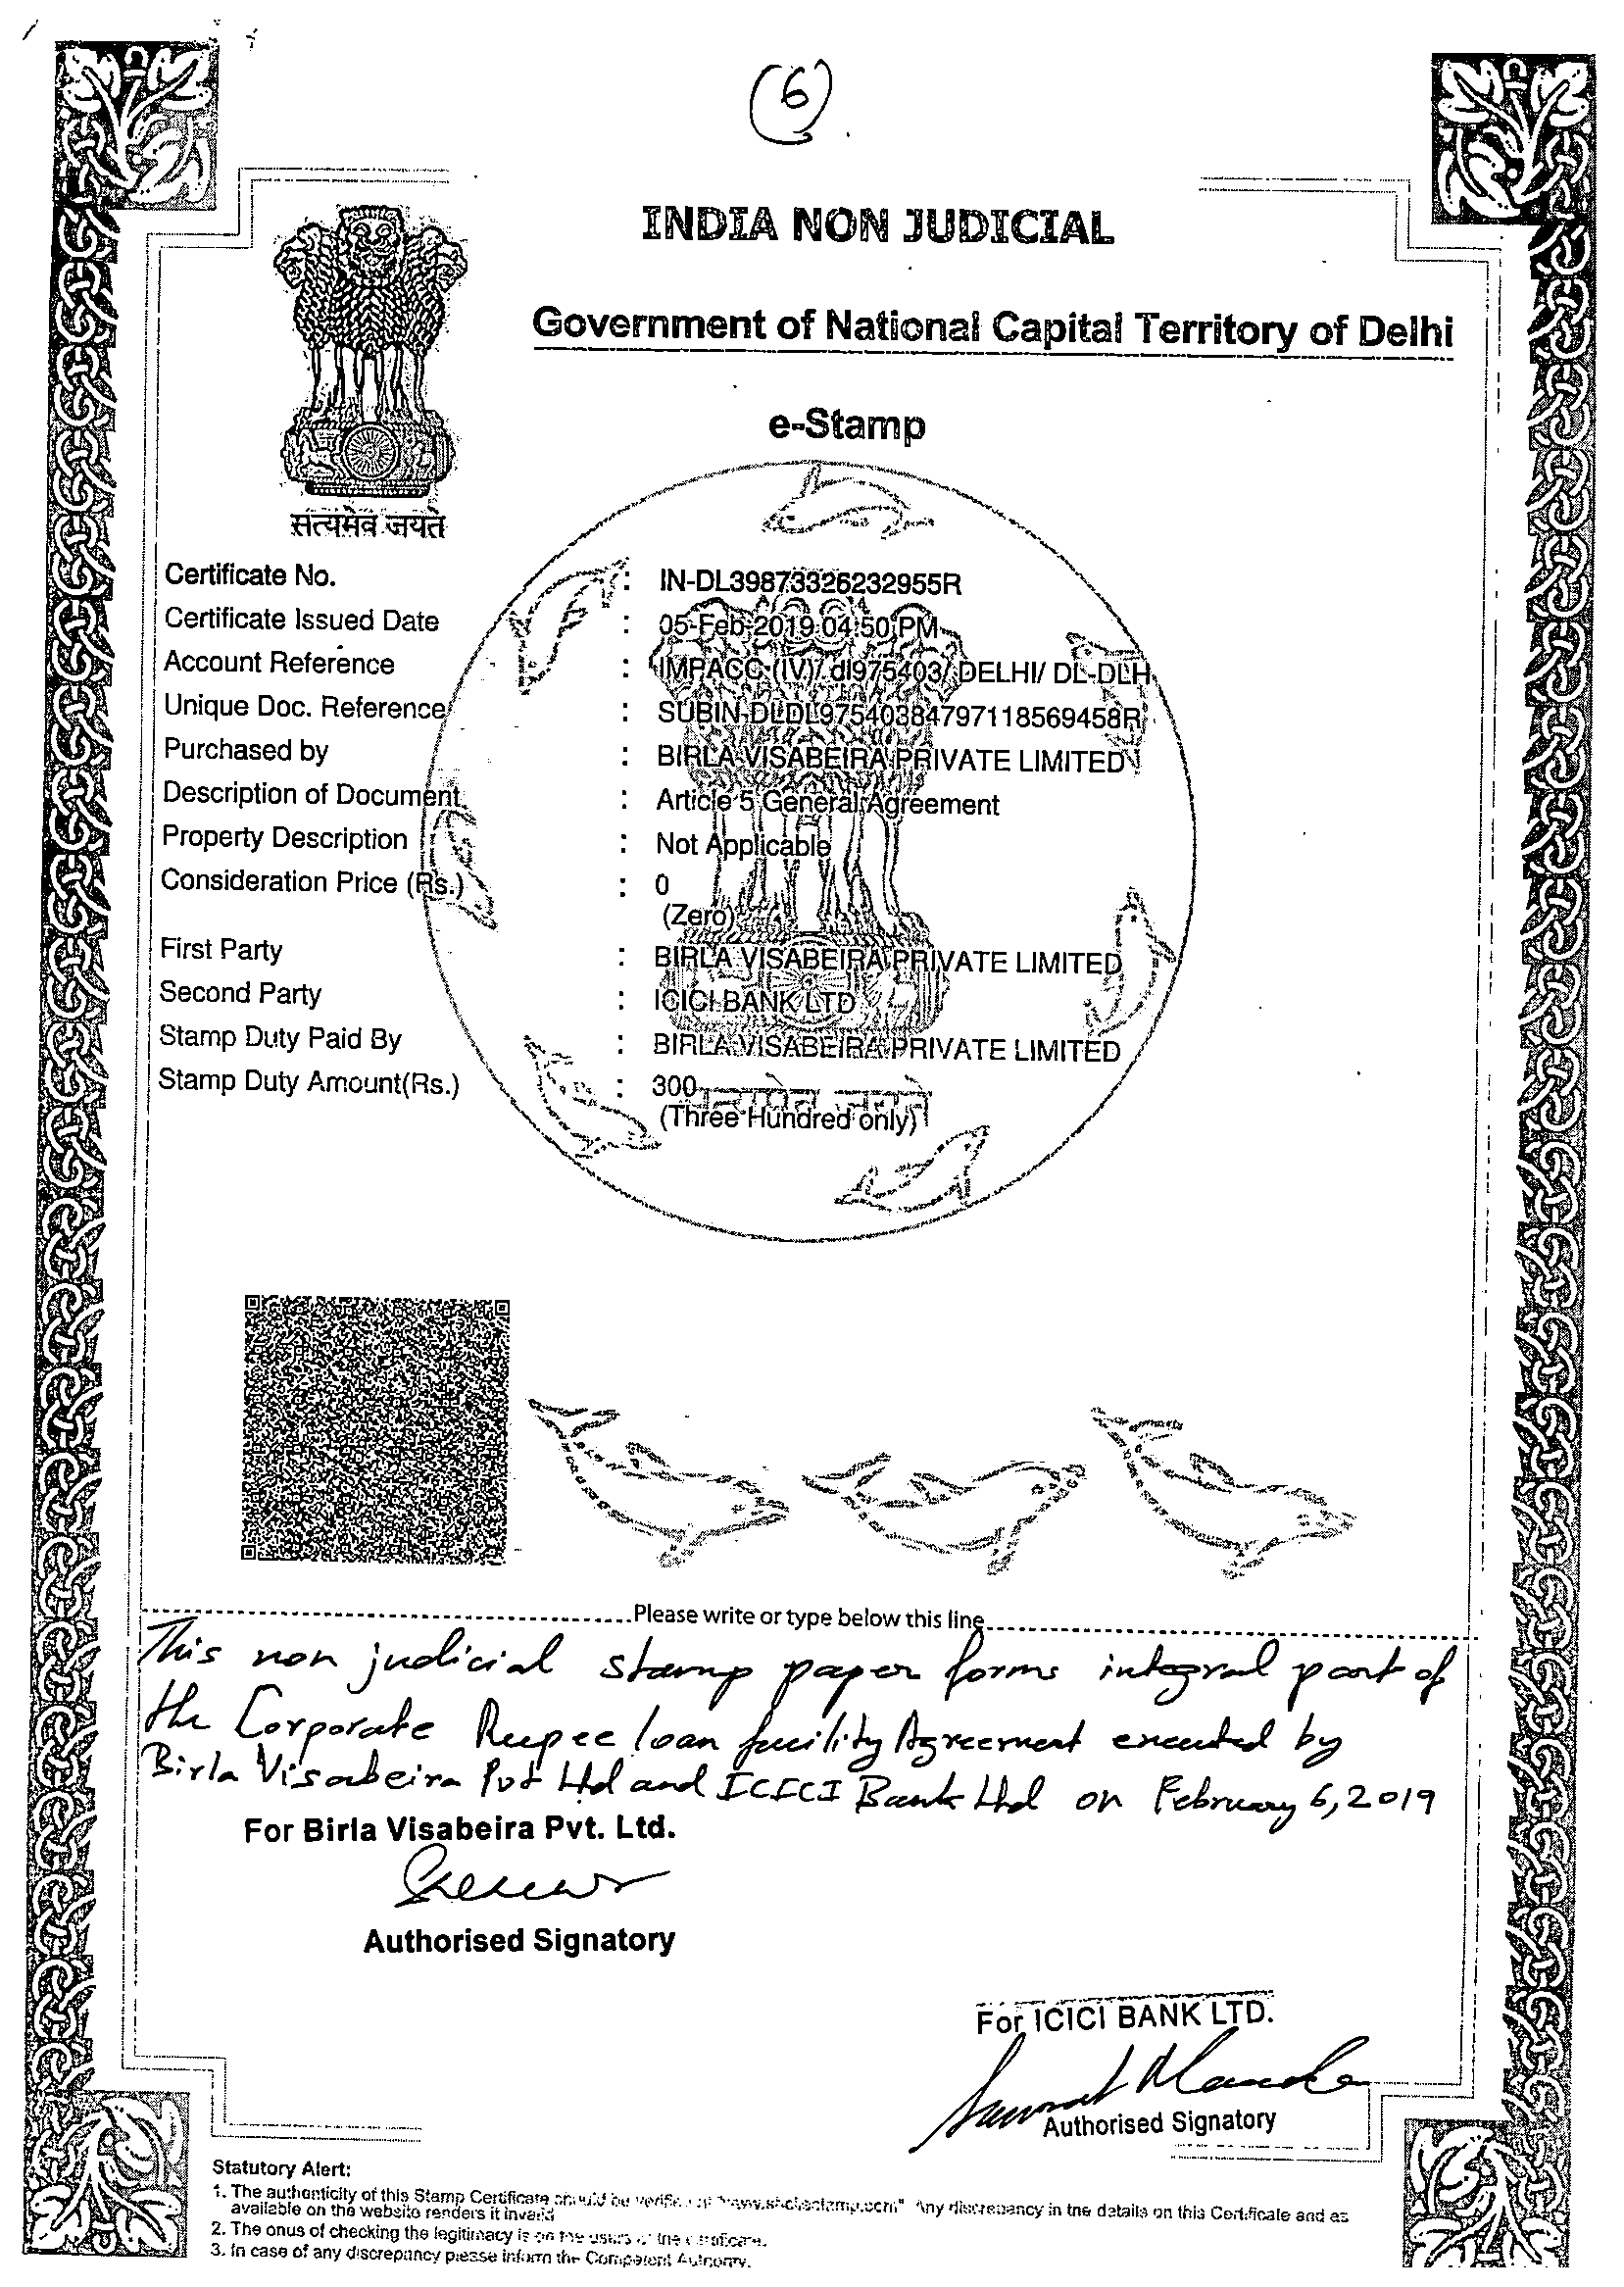 6
INDIA NON JUDICIAL
Government of National Capital Territory of Delhi
e-Stamp
सत्यमेव जयते
Certificate No. : IN-DL39873326232955R
Certificate Issued Date : 05-Feb-2019 04:50 PM
Account Reference : IMPACC (IV)/ dl975403/ DELHI/ DL-DLH
Unique Doc. Reference : SUBIN-DLDL97540384797118569458R
Purchased by : BIRLA VISABEIRA PRIVATE LIMITED
Description of Document : Article 5 General Agreement
Property Description : Not Applicable
Consideration Price (Rs.) : 0
(Zero)
First Party : BIRLA VISABEIRA PRIVATE LIMITED
Second Party : ICICI BANK LTD
Stamp Duty Paid By : BIRLA VISABEIRA PRIVATE LIMITED
Stamp Duty Amount(Rs.) : 300
(Three Hundred only)
सत्यमेव जयते
Please write or type below this line
This non judicial stamp paper forms integral part of
the Corporate Rupee loan facility Agreement executed by
Birla Visabeira Pvt Ltd and ICICI Bank Ltd on February 6, 2019
For Birla Visabeira Pvt. Ltd.
Authorised Signatory
For ICICI BANK LTD.
Authorised Signatory
Statutory Alert:
1. The authenticity of this Stamp Certificate should be verified at "www.shcilestamp.com" Any discrepancy in the details on this Certificate and as
available on the website renders it invalid
2. The onus of checking the legitimacy is on the users of the certificate.
3. In case of any discrepancy please inform the Competent Authority.